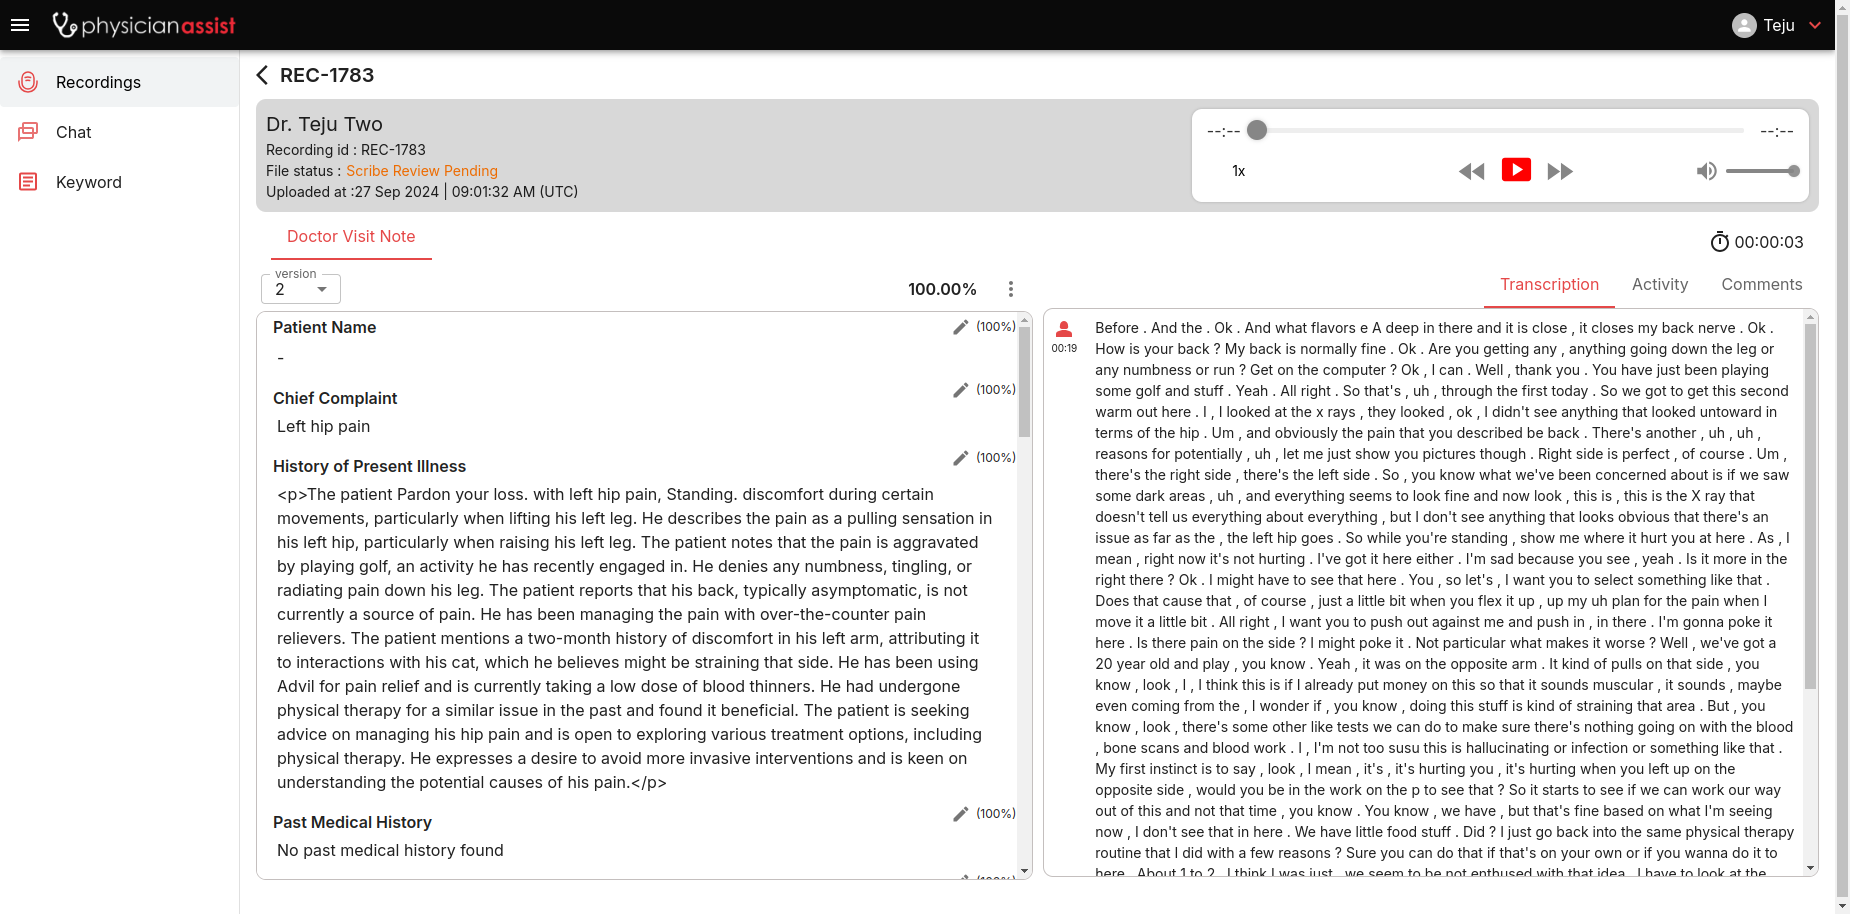 physicianassist
Teju
Recordings
Chat
Keyword
REC-1783
Dr. Teju Two
Recording id : REC-1783
File status : Scribe Review Pending
Uploaded at :27 Sep 2024 | 09:01:32 AM (UTC)
--:--
--:--
1x
Doctor Visit Note
00:00:03
version
2
100.00%
Transcription
Activity
Comments
Patient Name
(100%)
-
Chief Complaint
(100%)
Left hip pain
History of Present Illness
(100%)
<p>The patient Pardon your loss. with left hip pain, Standing. discomfort during certain
movements, particularly when lifting his left leg. He describes the pain as a pulling sensation in
his left hip, particularly when raising his left leg. The patient notes that the pain is aggravated
by playing golf, an activity he has recently engaged in. He denies any numbness, tingling, or
radiating pain down his leg. The patient reports that his back, typically asymptomatic, is not
currently a source of pain. He has been managing the pain with over-the-counter pain
relievers. The patient mentions a two-month history of discomfort in his left arm, attributing it
to interactions with his cat, which he believes might be straining that side. He has been using
Advil for pain relief and is currently taking a low dose of blood thinners. He had undergone
physical therapy for a similar issue in the past and found it beneficial. The patient is seeking
advice on managing his hip pain and is open to exploring various treatment options, including
physical therapy. He expresses a desire to avoid more invasive interventions and is keen on
understanding the potential causes of his pain.</p>
Past Medical History
(100%)
No past medical history found
(100%)
00:19
Before . And the . Ok . And what flavors e A deep in there and it is close , it closes my back nerve . Ok .
How is your back ? My back is normally fine . Ok . Are you getting any , anything going down the leg or
any numbness or run ? Get on the computer ? Ok , I can . Well , thank you . You have just been playing
some golf and stuff . Yeah . All right . So that's , uh , through the first today . So we got to get this second
warm out here . I , I looked at the x rays , they looked , ok , I didn't see anything that looked untoward in
terms of the hip . Um , and obviously the pain that you described be back . There's another , uh , uh ,
reasons for potentially , uh , let me just show you pictures though . Right side is perfect , of course . Um ,
there's the right side , there's the left side . So , you know what we've been concerned about is if we saw
some dark areas , uh , and everything seems to look fine and now look , this is , this is the X ray that
doesn't tell us everything about everything , but I don't see anything that looks obvious that there's an
issue as far as the , the left hip goes . So while you're standing , show me where it hurt you at here . As , I
mean , right now it's not hurting . I've got it here either . I'm sad because you see , yeah . Is it more in the
right there ? Ok . I might have to see that here . You , so let's , I want you to select something like that .
Does that cause that , of course , just a little bit when you flex it up , up my uh plan for the pain when I
move it a little bit . All right , I want you to push out against me and push in , in there . I'm gonna poke it
here . Is there pain on the side ? I might poke it . Not particular what makes it worse ? Well , we've got a
20 year old and play , you know . Yeah , it was on the opposite arm . It kind of pulls on that side , you
know , look , I , I think this is if I already put money on this so that it sounds muscular , it sounds , maybe
even coming from the , I wonder if , you know , doing this stuff is kind of straining that area . But , you
know , look , there's some other like tests we can do to make sure there's nothing going on with the blood
, bone scans and blood work . I , I'm not too susu this is hallucinating or infection or something like that .
My first instinct is to say , look , I mean , it's , it's hurting you , it's hurting when you left up on the
opposite side , would you be in the work on the p to see that ? So it starts to see if we can work our way
out of this and not that time , you know . You know , we have , but that's fine based on what I'm seeing
now , I don't see that in here . We have little food stuff . Did ? I just go back into the same physical therapy
routine that I did with a few reasons ? Sure you can do that if that's on your own or if you wanna do it to
here . About 1 to 2 . I think I was just , we seem to be not enthused with that idea . I have to look at the